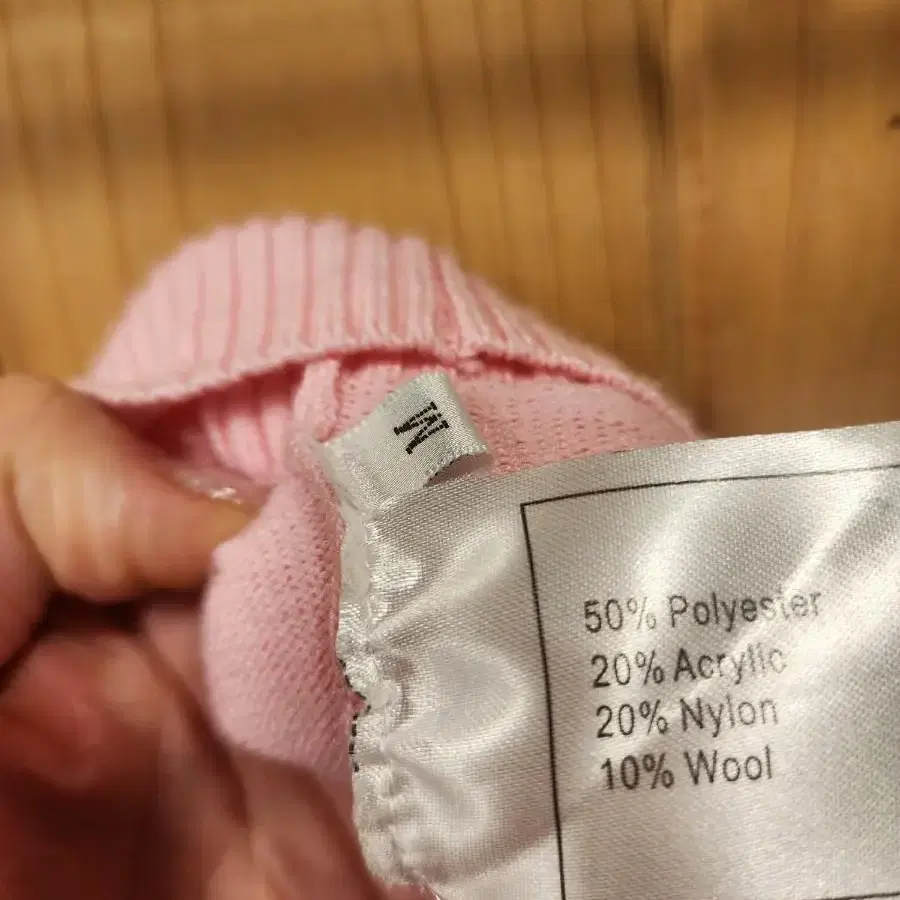 M
50% Polyester
20% Acrylic
20% Nylon
10% Wool